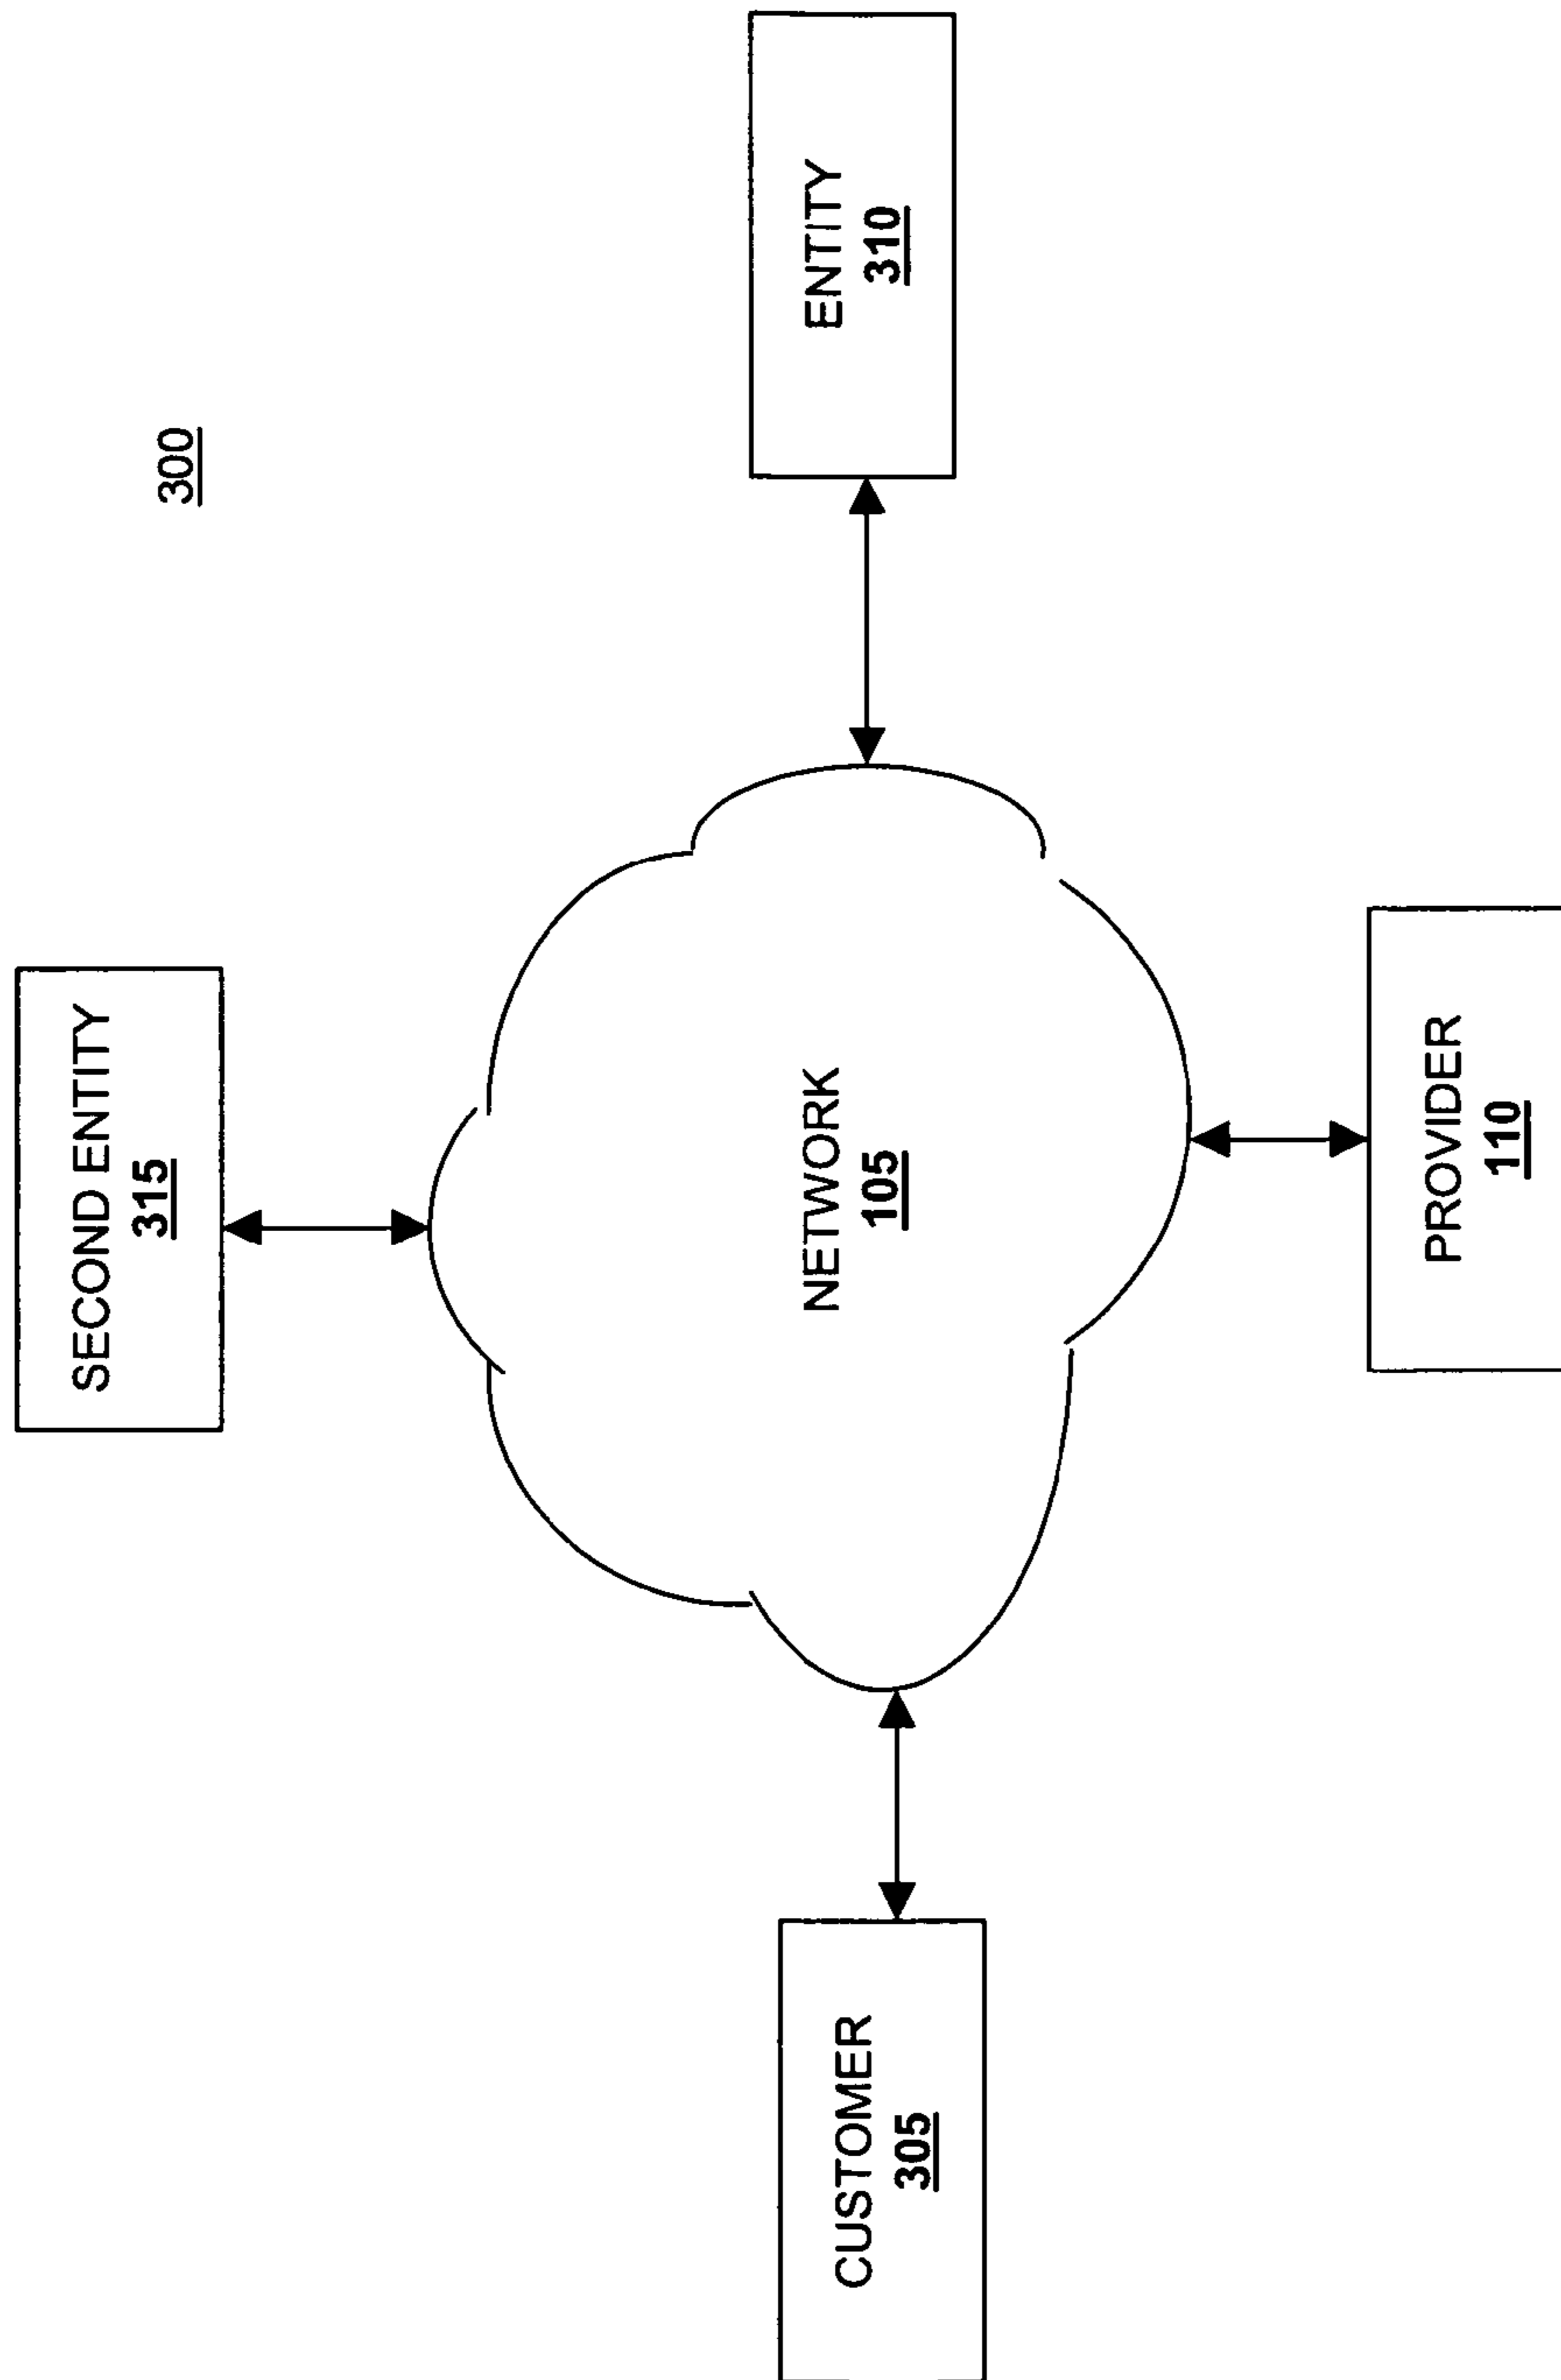 300
SECOND ENTITY
315
CUSTOMER
305
NETWORK
105
ENTITY
310
PROVIDER
110